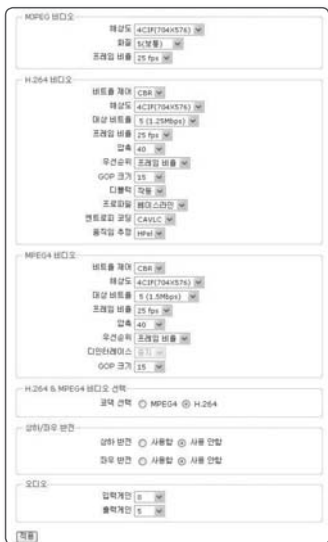 MJPEG 비디오
해상도 4CIF(704X576)
화질 5(보통)
프레임 비율 25 fps
H.264 비디오
비트율 제어 CBR
해상도 4CIF(704X576)
대상 비트율 5 (1.25Mbps)
프레임 비율 25 fps
압축 40
우선순위 프레임 비율
GOP 크기 15
디블럭 작동
프로파일 베이스라인
엔트로피 코딩 CAVLC
움직임 추정 HPel
MPEG4 비디오
비트율 제어 CBR
해상도 4CIF(704X576)
대상 비트율 5 (1.5Mbps)
프레임 비율 25 fps
압축 40
우선순위 프레임 비율
디인터레이스 중지
GOP 크기 15
H.264 & MPEG4 비디오 선택
코덱 선택 MPEG4 H.264
상하/좌우 반전
상하 반전 사용함 사용 안함
좌우 반전 사용함 사용 안함
오디오
입력게인 8
출력게인 5
적용